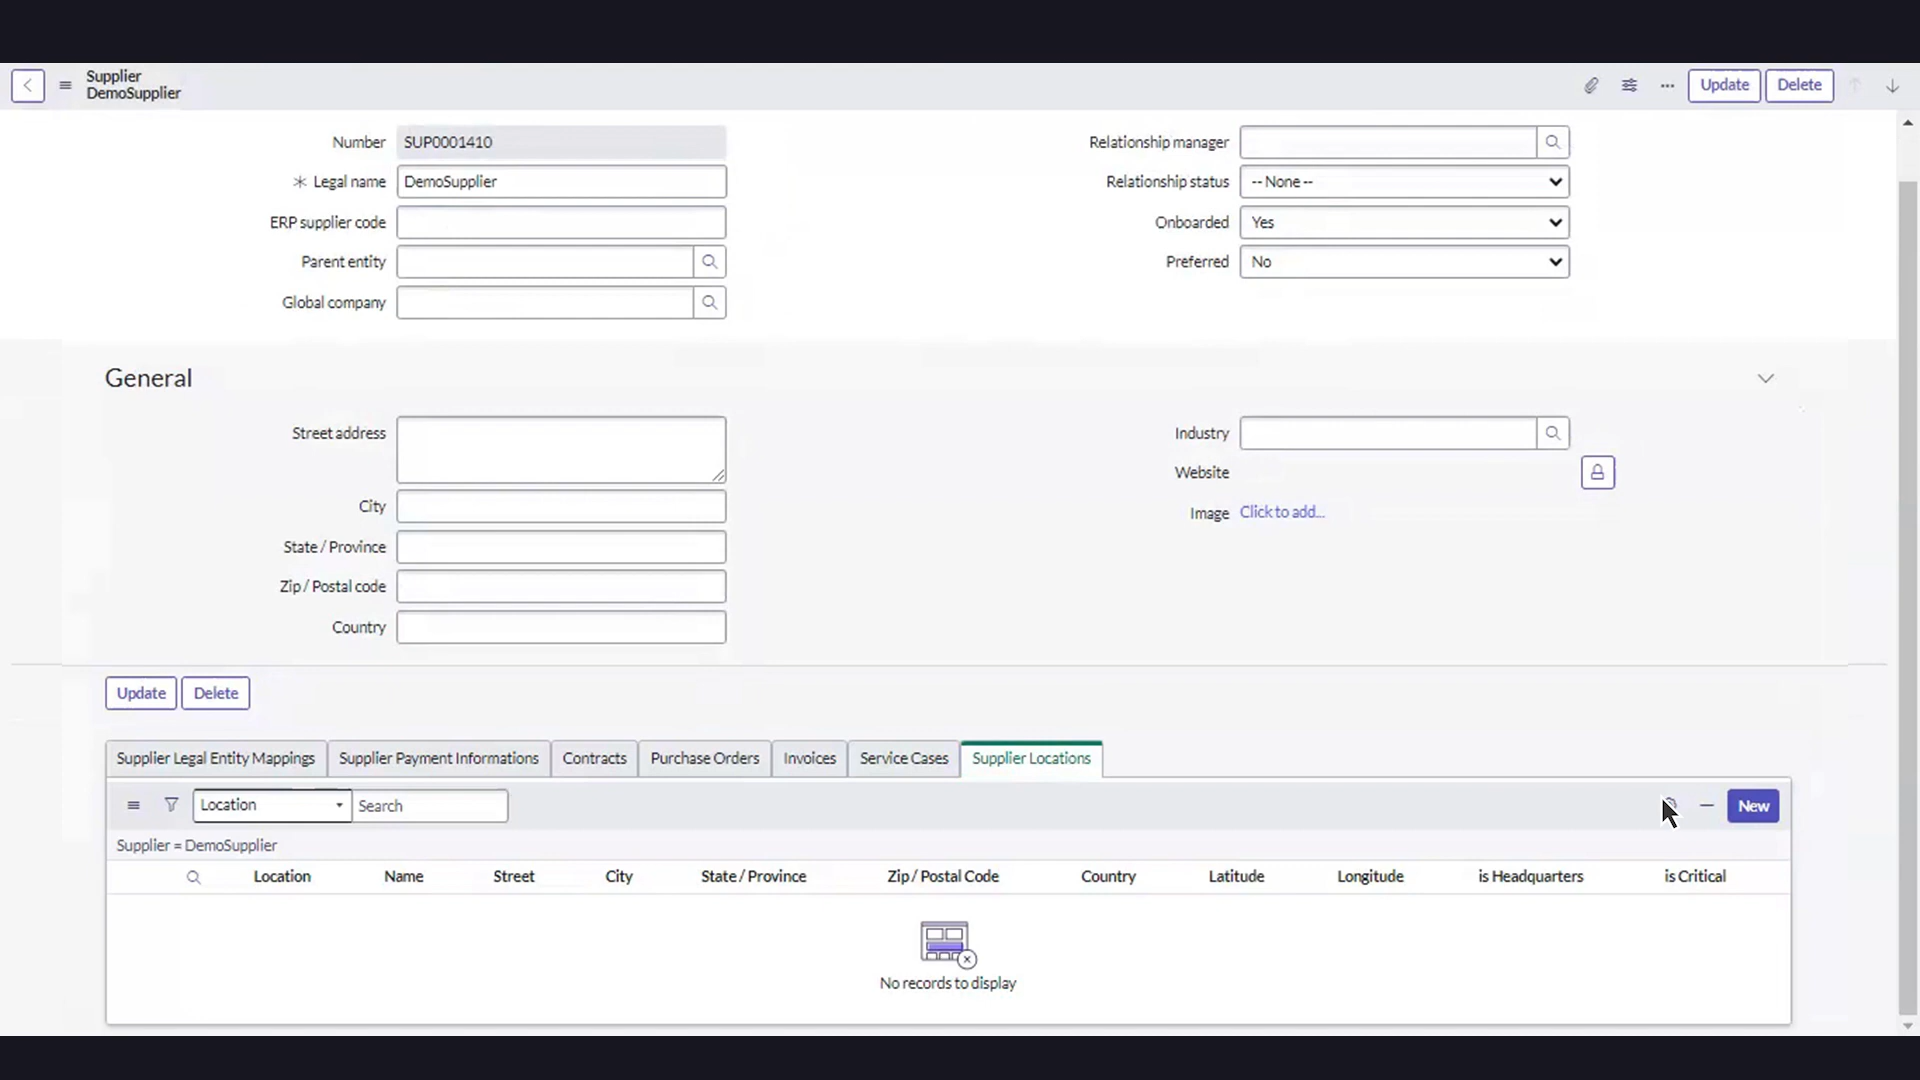 Supplier
DemoSupplier
Update Delete
Number SUP0001410
Relationship manager
✳ Legal name DemoSupplier
Relationship status -- None --
ERP supplier code
Onboarded Yes
Parent entity
Preferred No
Global company
General
Street address
Industry
Website
City
Image Click to add...
State / Province
Zip / Postal code
Country
Update Delete
Supplier Legal Entity Mappings Supplier Payment Informations Contracts Purchase Orders Invoices Service Cases Supplier Locations
Location Search New
Supplier = DemoSupplier
Location Name Street City State / Province Zip / Postal Code Country Latitude Longitude is Headquarters is Critical
No records to display